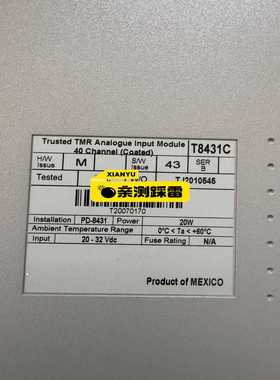 Trusted TMR Analogue Input Module
40 Channel (Coated)
T8431C
H/W Issue M
S/W Issue 43
SER B
XIANYU
亲测踩雷
Tested
TJ2010545
T20070170
Installation PD-8431 Power 20W
Ambient Temperature Range 0°C < Ta < +60°C
Input 20 - 32 Vdc Fuse Rating N/A
Product of MEXICO